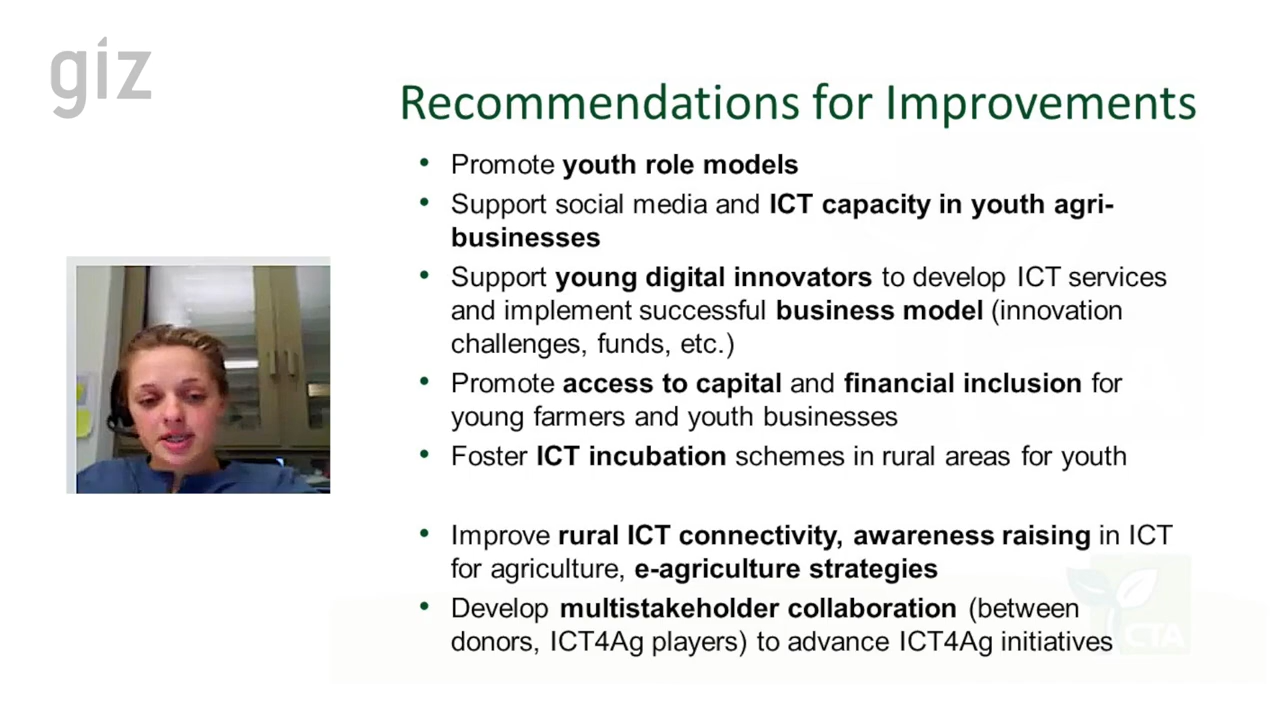 giz
Recommendations for Improvements
• Promote youth role models
• Support social media and ICT capacity in youth agri-
businesses
• Support young digital innovators to develop ICT services
and implement successful business model (innovation
challenges, funds, etc.)
• Promote access to capital and financial inclusion for
young farmers and youth businesses
• Foster ICT incubation schemes in rural areas for youth
• Improve rural ICT connectivity, awareness raising in ICT
for agriculture, e-agriculture strategies
• Develop multistakeholder collaboration (between
donors, ICT4Ag players) to advance ICT4Ag initiatives
CTA